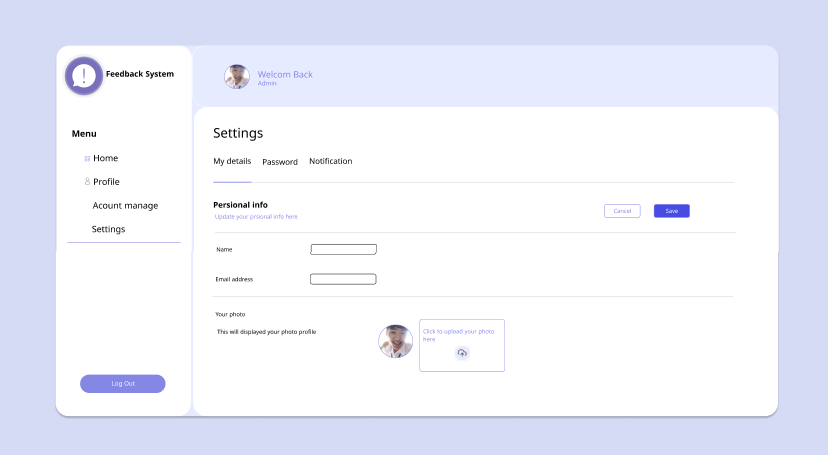 Feedback System
Welcom Back
Admin
Menu
Home
Profile
Acount manage
Settings
Log Out
Settings
My details
Password
Notification
Persional info
Update your prsional info here
Cancel
Save
Name
Email address
Your photo
This will displayed your photo profile
Click to upload your photo
here